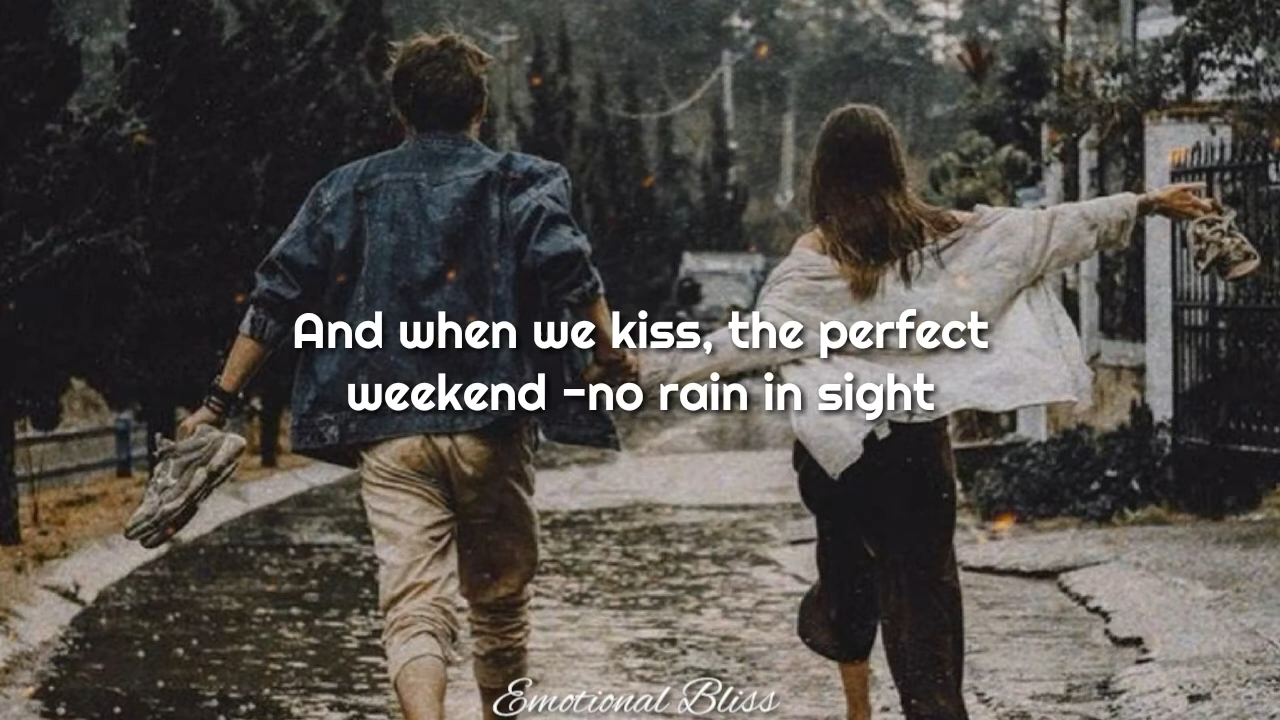 And when we kiss, the perfect
weekend -no rain in sight
Emotional Bliss